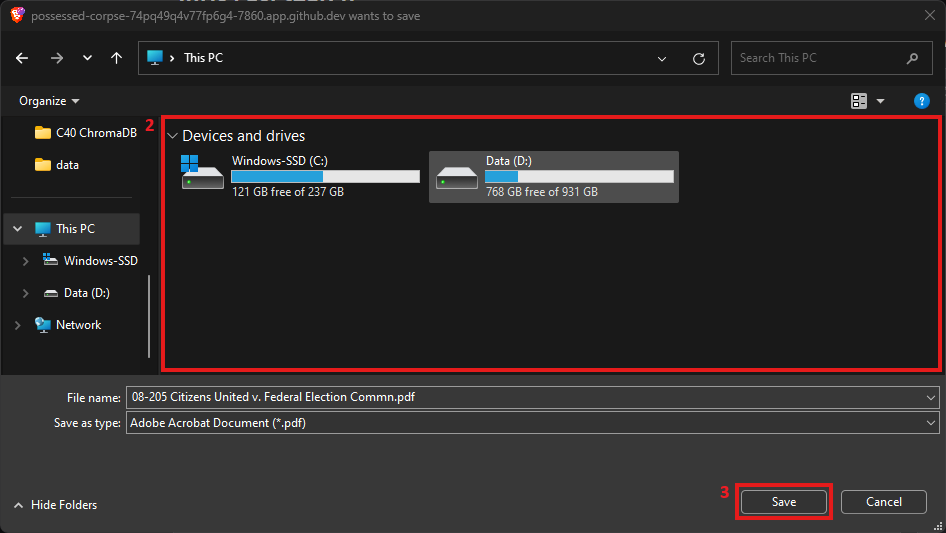 possessed-corpse-74pq49q4v77fp6g4-7860.app.github.dev wants to save
This PC
Search This PC
Organize
?
C40 ChromaDB
data
This PC
Windows-SSD
Data (D:)
Network
2
Devices and drives
Windows-SSD (C:)
121 GB free of 237 GB
Data (D:)
768 GB free of 931 GB
File name: 08-205 Citizens United v. Federal Election Commn.pdf
Save as type: Adobe Acrobat Document (*.pdf)
Hide Folders
3
Save
Cancel